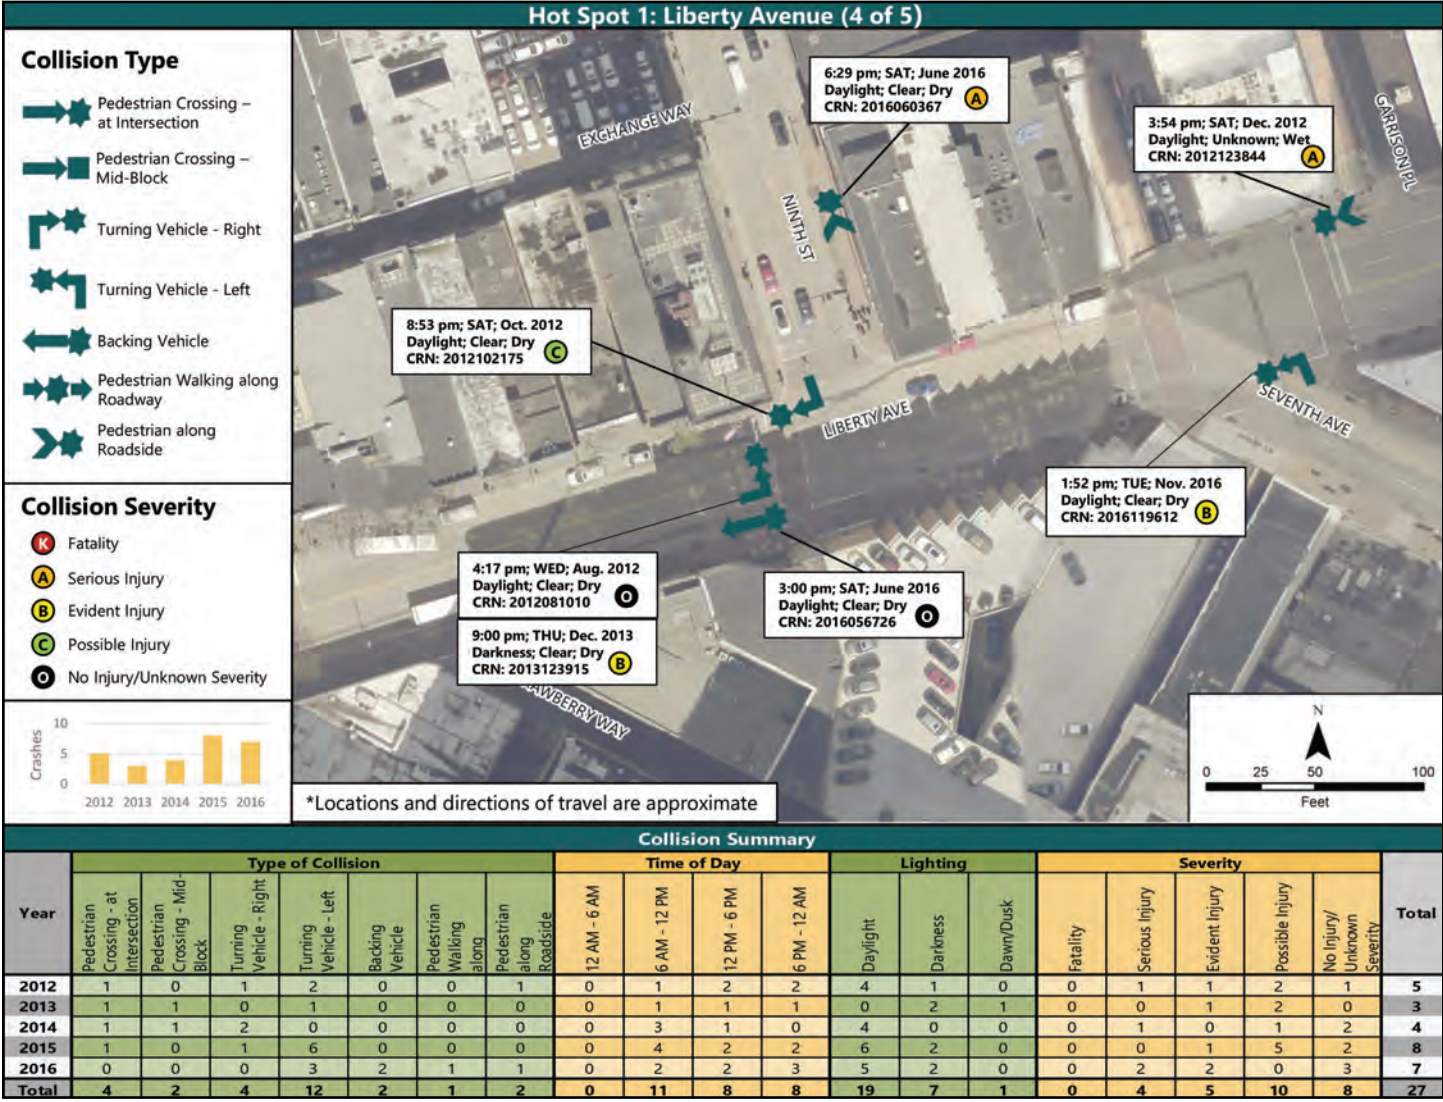 Hot Spot 1: Liberty Avenue (4 of 5)
Collision Type
Pedestrian Crossing –
at Intersection
Pedestrian Crossing –
Mid-Block
Turning Vehicle - Right
Turning Vehicle - Left
Backing Vehicle
Pedestrian Walking along
Roadway
Pedestrian along
Roadside
Collision Severity
K Fatality
A Serious Injury
B Evident Injury
C Possible Injury
O No Injury/Unknown Severity
Crashes
10
5
0
2012 2013 2014 2015 2016
EXCHANGE WAY
NINTH ST
GARRISON PL
LIBERTY AVE
SEVENTH AVE
AWBERRY WAY
6:29 pm; SAT; June 2016
Daylight; Clear; Dry
CRN: 2016060367
A
3:54 pm; SAT; Dec. 2012
Daylight; Unknown; Wet
CRN: 2012123844
A
8:53 pm; SAT; Oct. 2012
Daylight; Clear; Dry
CRN: 2012102175
C
1:52 pm; TUE; Nov. 2016
Daylight; Clear; Dry
CRN: 2016119612
B
4:17 pm; WED; Aug. 2012
Daylight; Clear; Dry
CRN: 2012081010
O
9:00 pm; THU; Dec. 2013
Darkness; Clear; Dry
CRN: 2013123915
B
3:00 pm; SAT; June 2016
Daylight; Clear; Dry
CRN: 2016056726
O
N
0 25 50 100
Feet
*Locations and directions of travel are approximate
Collision Summary
Year
Type of Collision
Time of Day
Lighting
Severity
Total
Pedestrian
Crossing - at
Intersection
Pedestrian
Crossing - Mid-
Block
Turning
Vehicle - Right
Turning
Vehicle - Left
Backing
Vehicle
Pedestrian
Walking
along
Pedestrian
along
Roadside
12 AM - 6 AM
6 AM - 12 PM
12 PM - 6 PM
6 PM - 12 AM
Daylight
Darkness
Dawn/Dusk
Fatality
Serious Injury
Evident Injury
Possible Injury
No Injury/
Unknown
Severity
2012 1 0 1 2 0 0 1 0 1 2 2 4 1 0 0 1 1 2 1 5
2013 1 1 0 1 0 0 0 0 1 1 1 0 2 1 0 0 1 2 0 3
2014 1 1 2 0 0 0 0 0 3 1 0 4 0 0 0 1 0 1 2 4
2015 1 0 1 6 0 0 0 0 4 2 2 6 2 0 0 0 1 5 2 8
2016 0 0 0 3 2 1 1 0 2 2 3 5 2 0 0 2 2 0 3 7
Total 4 2 4 12 2 1 2 0 11 8 8 19 7 1 0 4 5 10 8 27